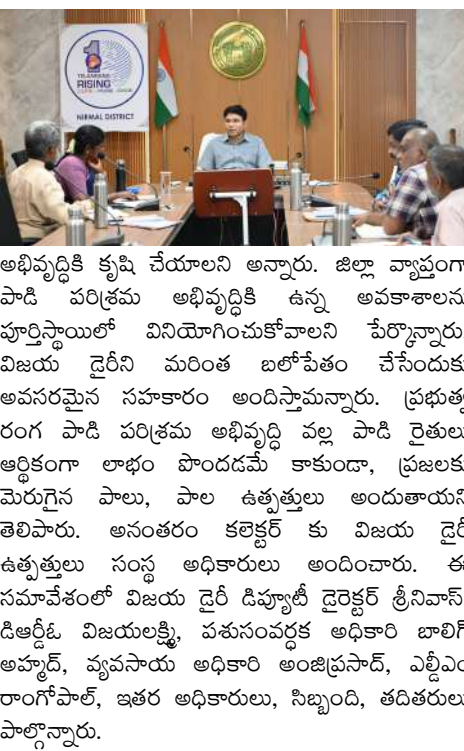 TELANGANA
RISING
NIRMAL DISTRICT
అభివృద్ధికి కృషి చేయాలని అన్నారు. జిల్లా వ్యాప్తంగా
పాడి పరిశ్రమ అభివృద్ధికి ఉన్న అవకాశాలను
పూర్తిస్థాయిలో వినియోగించుకోవాలని పేర్కొన్నారు.
విజయ డైరీని మరింత బలోపేతం చేసేందుకు
అవసరమైన సహకారం అందిస్తామన్నారు. ప్రభుత్వ
రంగ పాడి పరిశ్రమ అభివృద్ధి వల్ల పాడి రైతులు
ఆర్థికంగా లాభం పొందడమే కాకుండా, ప్రజలకు
మెరుగైన పాలు, పాల ఉత్పత్తులు అందుతాయని
తెలిపారు. అనంతరం కలెక్టర్ కు విజయ డైరీ
ఉత్పత్తులు సంస్థ అధికారులు అందించారు. ఈ
సమావేశంలో విజయ డైరీ డిప్యూటీ డైరెక్టర్ శ్రీనివాస్,
డిఆర్డీఓ విజయలక్ష్మి, పశుసంవర్ధక అధికారి బాలిగ్
అహ్మద్, వ్యవసాయ అధికారి అంజిప్రసాద్, ఎల్డీఎం
రాంగోపాల్, ఇతర అధికారులు, సిబ్బంది, తదితరులు
పాల్గొన్నారు.